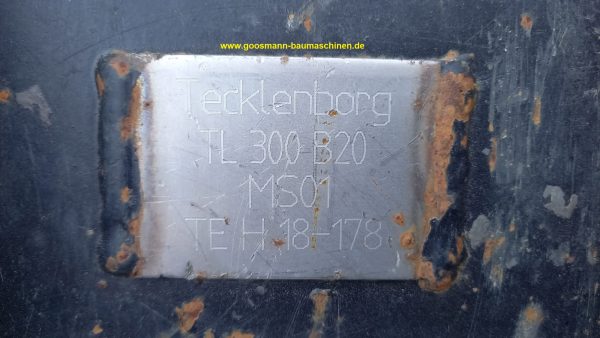 www.goosmann-baumaschinen.de
Tecklenborg
TL 300-B20
MS01
TE H 18-178